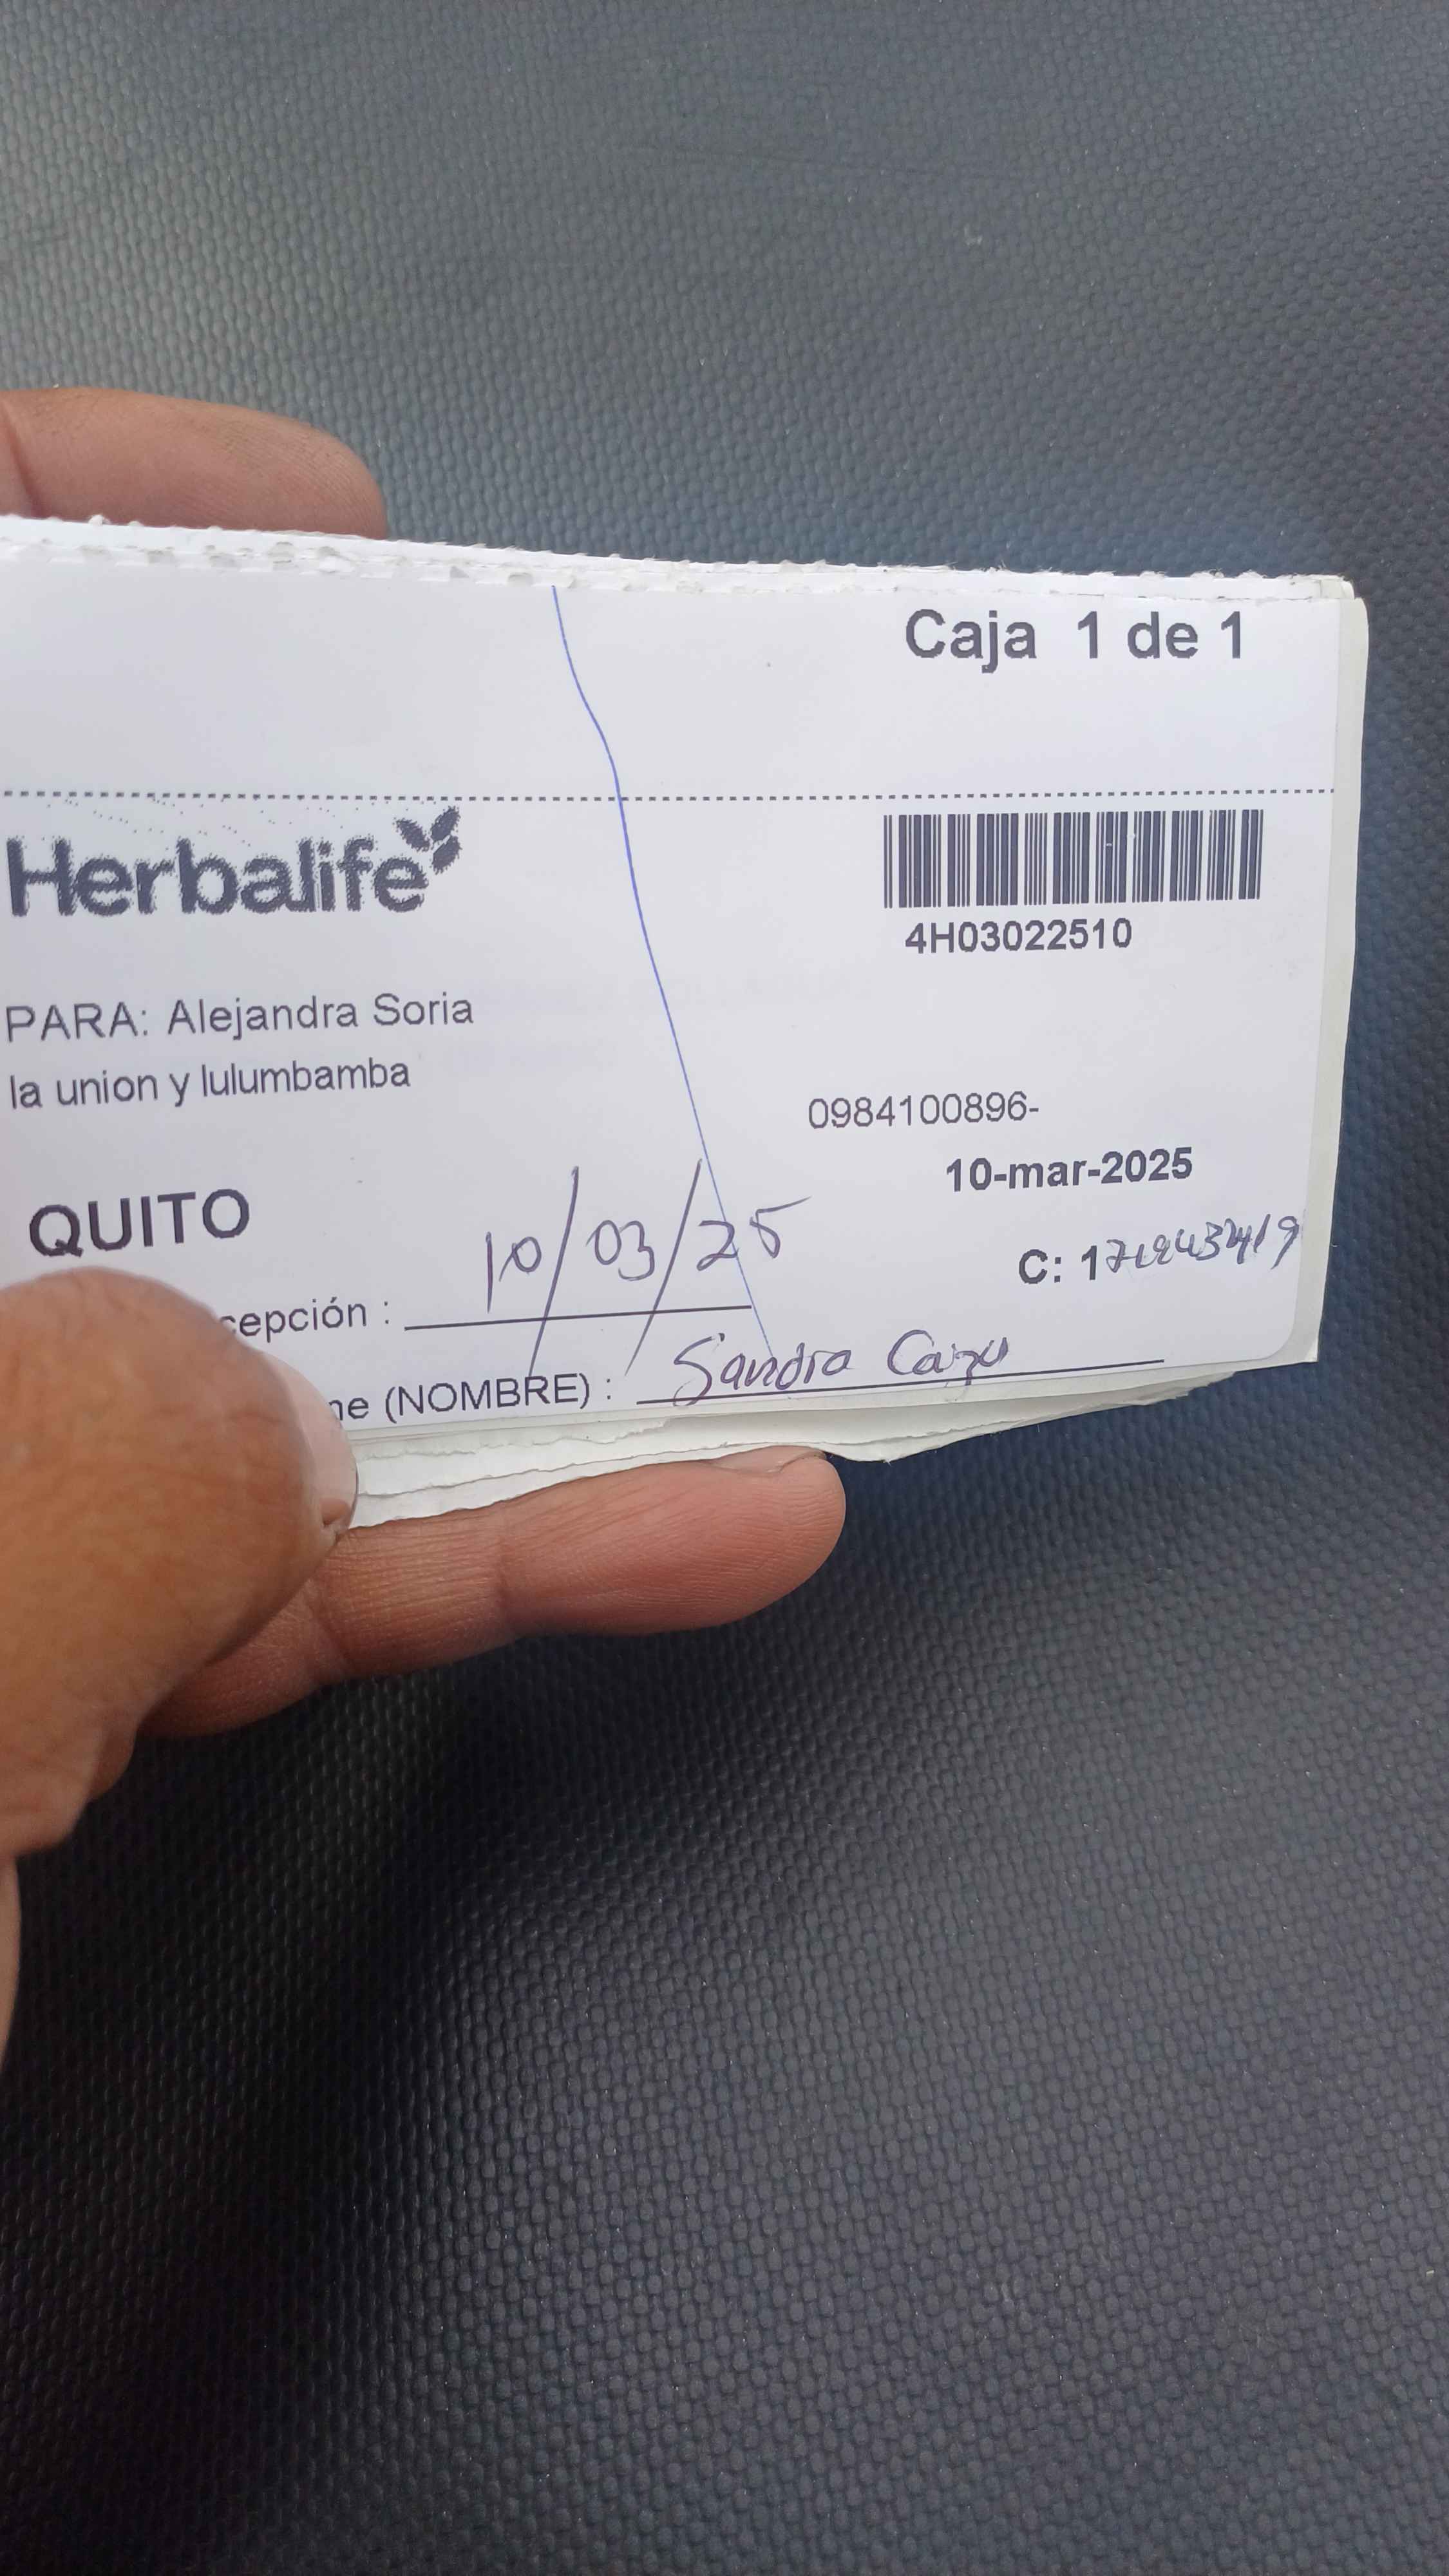 Caja 1 de 1
Herbalife
4H03022510
PARA: Alejandra Soria
la union y lulumbamba
0984100896-
10-mar-2025
QUITO
C: 1
cepción : 10/03/25
ne (NOMBRE) : Sandra